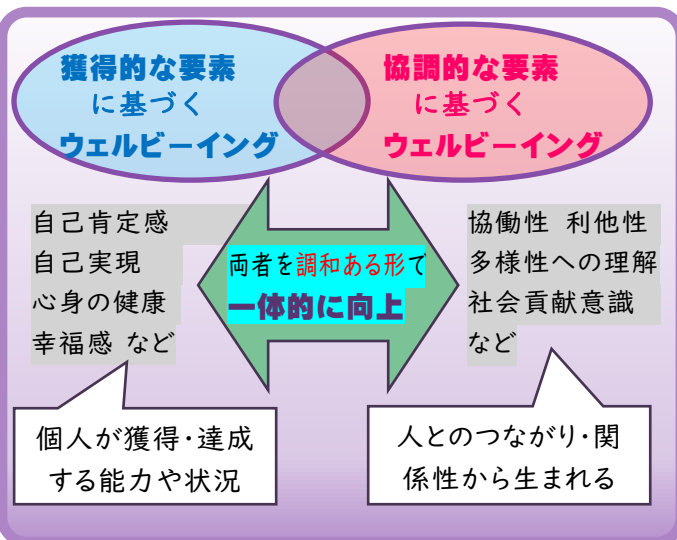 獲得的な要素
に基づく
ウェルビーイング
協調的な要素
に基づく
ウェルビーイング
自己肯定感
自己実現
心身の健康
幸福感 など
両者を調和ある形で
一体的に向上
協働性 利他性
多様性への理解
社会貢献意識
など
個人が獲得・達成
する能力や状況
人とのつながり・関
係性から生まれる